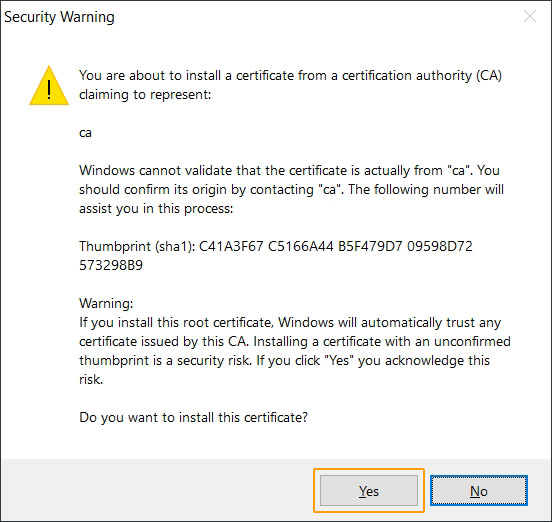 Security Warning
You are about to install a certificate from a certification authority (CA)
claiming to represent:
ca
Windows cannot validate that the certificate is actually from "ca". You
should confirm its origin by contacting "ca". The following number will
assist you in this process:
Thumbprint (sha1): C41A3F67 C5166A44 B5F479D7 09598D72
573298B9
Warning:
If you install this root certificate, Windows will automatically trust any
certificate issued by this CA. Installing a certificate with an unconfirmed
thumbprint is a security risk. If you click "Yes" you acknowledge this
risk.
Do you want to install this certificate?
Yes
No